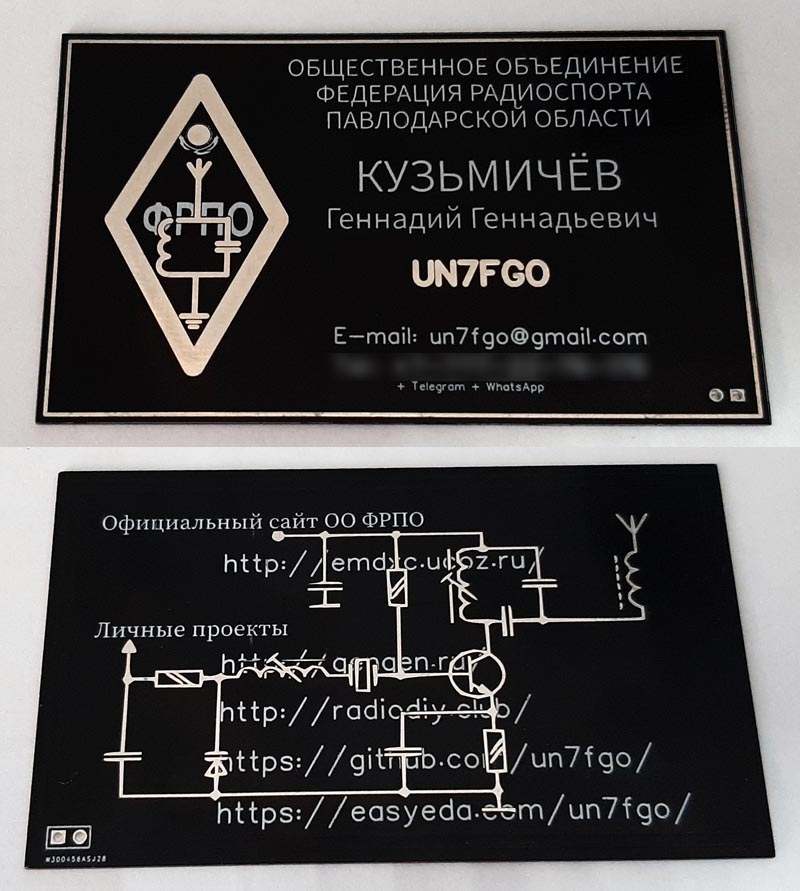 ОБЩЕСТВЕННОЕ ОБЪЕДИНЕНИЕ
ФЕДЕРАЦИЯ РАДИОСПОРТА
ПАВЛОДАРСКОЙ ОБЛАСТИ
ФРПО
КУЗЬМИЧЁВ
Геннадий Геннадьевич
UN7FGO
E-mail: un7fgo@gmail.com
+ Telegram + WhatsApp
Официальный сайт ОО ФРПО
http://emdxc.ucoz.ru/
Личные проекты
http://radiodiy.club/
https://github.com/un7fgo/
https://easyeda.com/un7fgo/